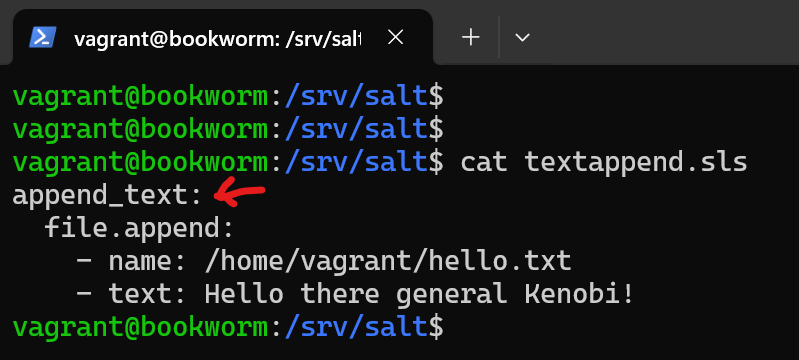 vagrant@bookworm: /srv/salt
vagrant@bookworm:/srv/salt$
vagrant@bookworm:/srv/salt$
vagrant@bookworm:/srv/salt$ cat textappend.sls
append_text:
  file.append:
    - name: /home/vagrant/hello.txt
    - text: Hello there general Kenobi!
vagrant@bookworm:/srv/salt$